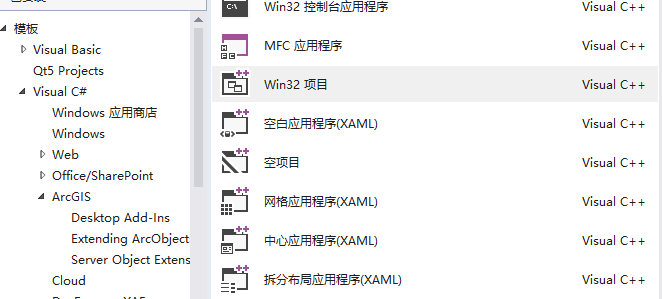 模板
Visual Basic
Qt5 Projects
Visual C#
Windows 应用商店
Windows
Web
Office/SharePoint
ArcGIS
Desktop Add-Ins
Extending ArcObject
Server Object Extens
Cloud
Win32 控制台应用程序 Visual C++
MFC 应用程序 Visual C++
Win32 项目 Visual C++
空白应用程序(XAML) Visual C++
空项目 Visual C++
网格应用程序(XAML) Visual C++
中心应用程序(XAML) Visual C++
拆分布局应用程序(XAML) Visual C++